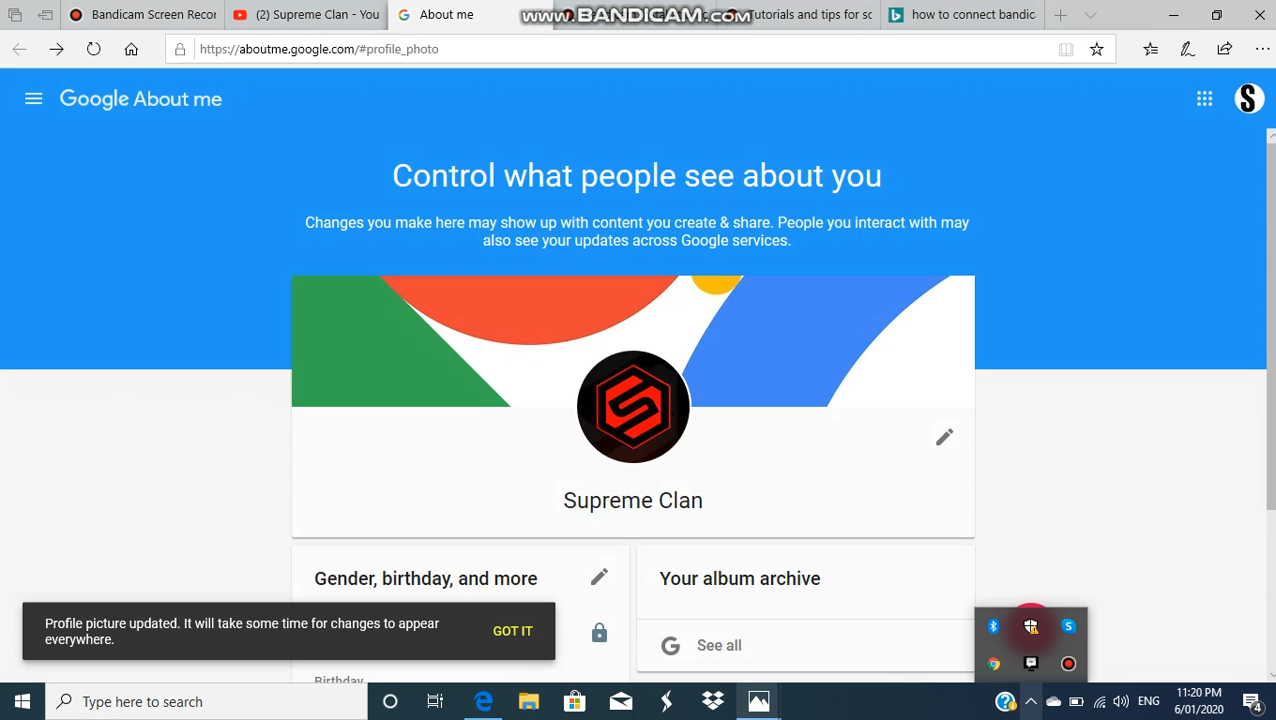 Bandicam Screen Recor
(2) Supreme Clan - You
About me
www.BANDICAM.com
Tutorials and tips for sc
how to connect bandic
https://aboutme.google.com/#profile_photo
Google About me
S
Control what people see about you
Changes you make here may show up with content you create & share. People you interact with may
also see your updates across Google services.
Supreme Clan
Gender, birthday, and more
Your album archive
Profile picture updated. It will take some time for changes to appear
everywhere.
GOT IT
See all
Birthday
Type here to search
ENG
11:20 PM
6/01/2020
4